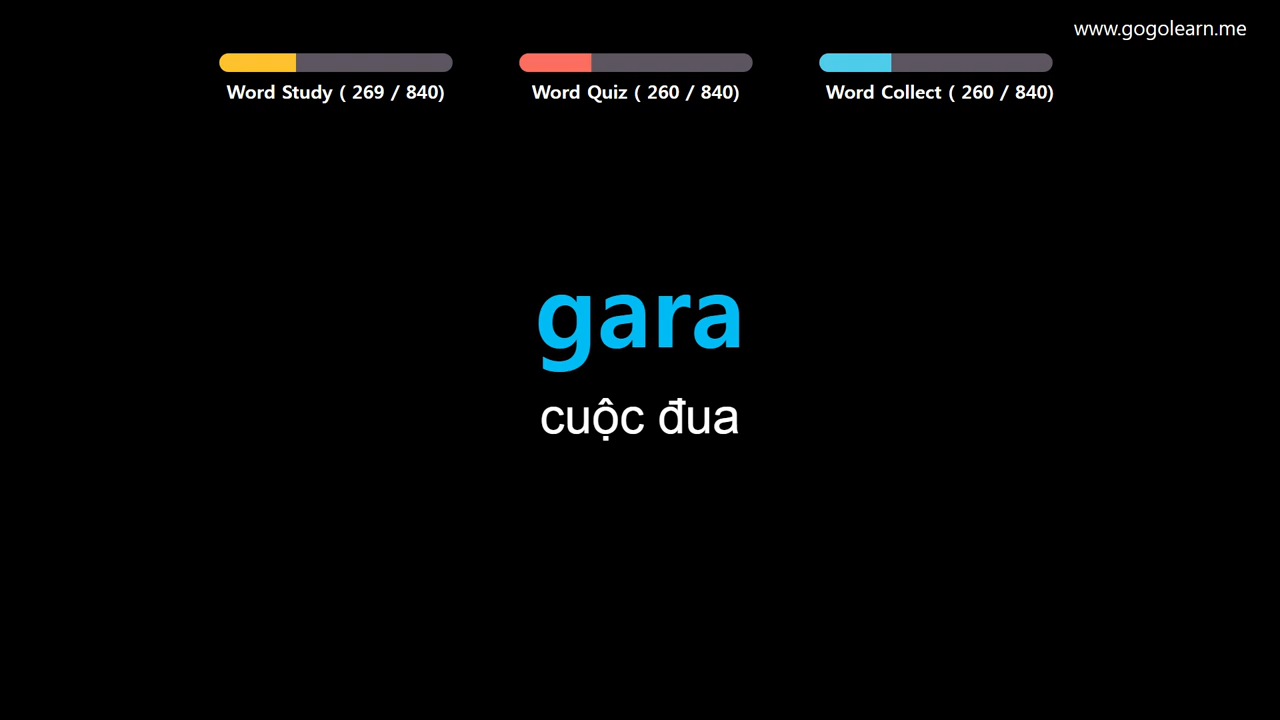 www.gogolearn.me
Word Study ( 269 / 840)
Word Quiz ( 260 / 840)
Word Collect ( 260 / 840)
gara
cuộc đua